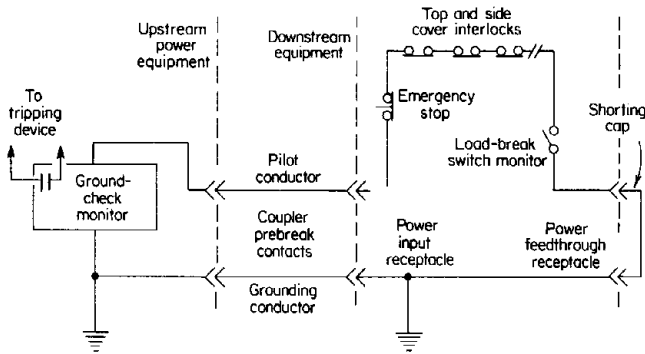 Upstream
power
equipment
Downstream
equipment
Top and side
cover interlocks
To
tripping
device
Emergency
stop
Shorting
cap
Load-break
switch monitor
Ground-
check
monitor
Pilot
conductor
Coupler
prebreak
contacts
Power
input
receptacle
Power
feedthrough
receptacle
Grounding
conductor